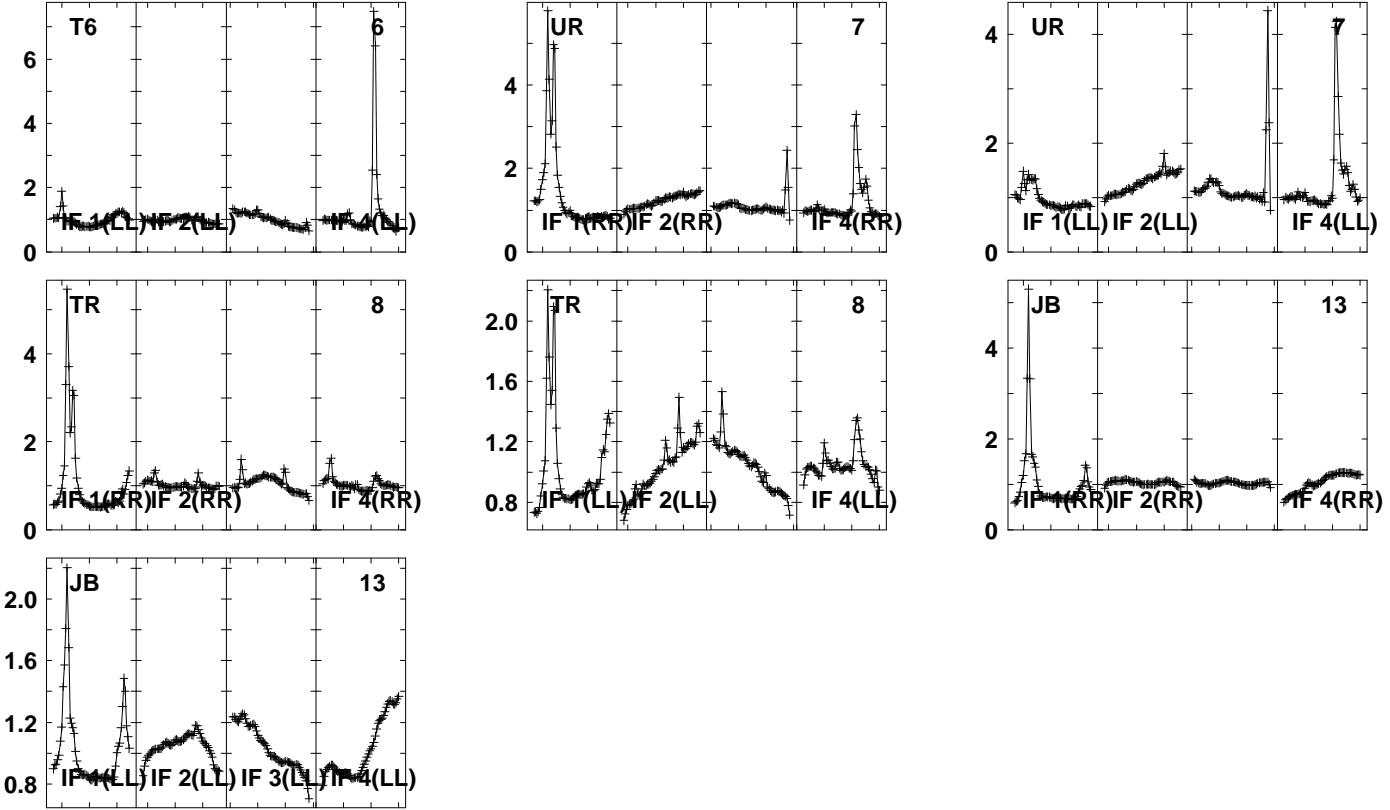 T6 6
6
4
2
0
IF 1(LL) IF 2(LL) IF 4(LL)
UR 7
4
2
0
IF 1(RR) IF 2(RR) IF 4(RR)
UR 7
4
2
0
IF 1(LL) IF 2(LL) IF 4(LL)
TR 8
4
2
0
IF 1(RR) IF 2(RR) IF 4(RR)
TR 8
2.0
1.6
1.2
0.8
IF 1(LL) IF 2(LL) IF 4(LL)
JB 13
4
2
0
IF 1(RR) IF 2(RR) IF 4(RR)
JB 13
2.0
1.6
1.2
0.8
IF 1(LL) IF 2(LL) IF 3(LL) IF 4(LL)